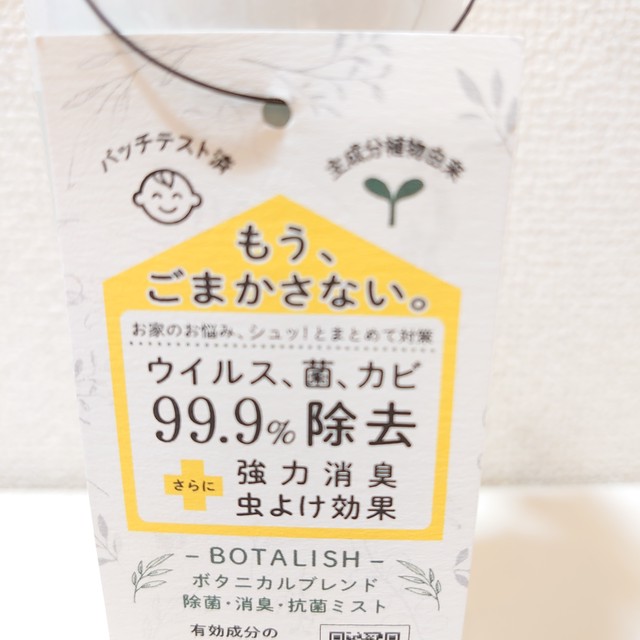 パッチテスト済
主成分植物由来
もう、
ごまかさない。
お家のお悩み、シュッ!とまとめて対策
ウイルス、菌、カビ
99.9%除去
さらに
強力消臭
虫よけ効果
– BOTALISH –
ボタニカルブレンド
除菌・消臭・抗菌ミスト
有効成分の